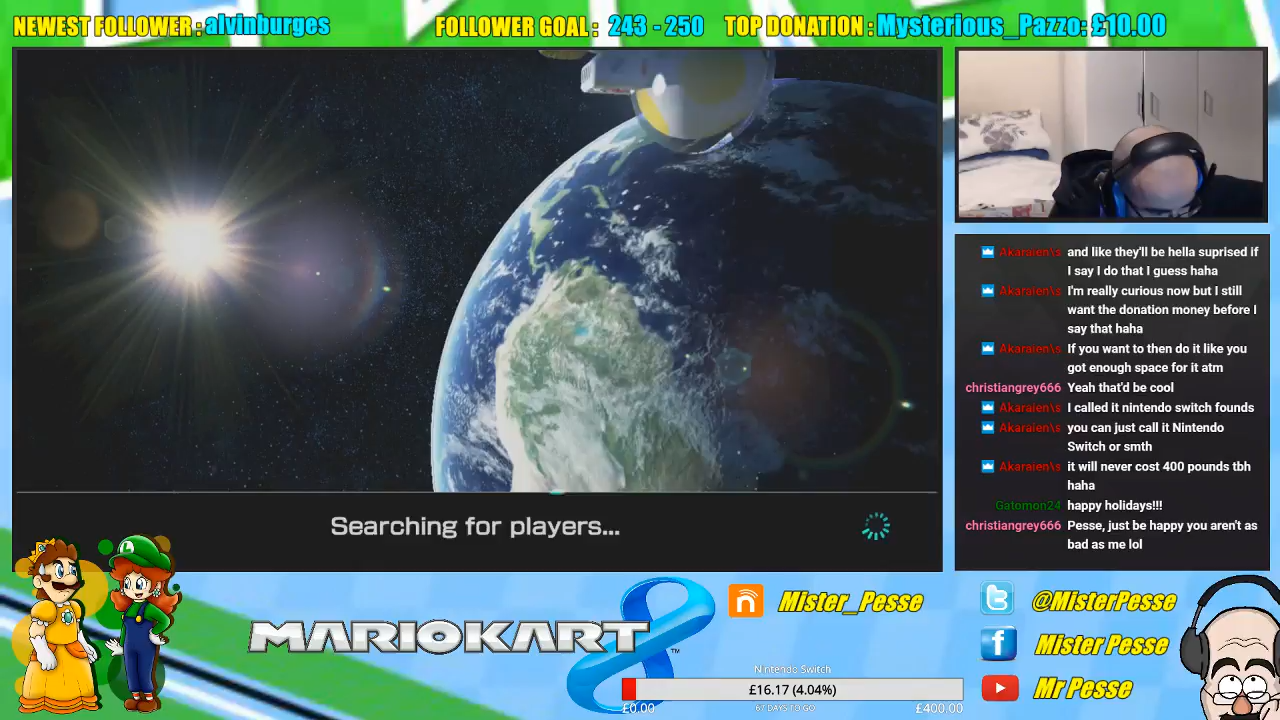 NEWEST FOLLOWER : alvinburges
FOLLOWER GOAL : 243 - 250
TOP DONATION : Mysterious_Pazzo: £10.00
Akaraien\s and like they'll be hella suprised If
I say I do that I guess haha
Akaraien\s I'm really curious now but I still
want the donation money before I
say that haha
Akaraien\s If you want to then do it like you
got enough space for it atm
christiangrey666 Yeah that'd be cool
Akaraien\s I called it nintendo switch founds
Akaraien\s you can just call it Nintendo
Switch or smth
Akaraien\s it will never cost 400 pounds tbh
haha
Gatomon24 happy holidays!!!
christiangrey666 Pesse, just be happy you aren't as
bad as me lol
Searching for players...
MARIOKART 8 ™
n Mister_Pesse
@MisterPesse
f Mister Pesse
Mr Pesse
Nintendo Switch
£16.17 (4.04%)
£0.00 67 DAYS TO GO £400.00